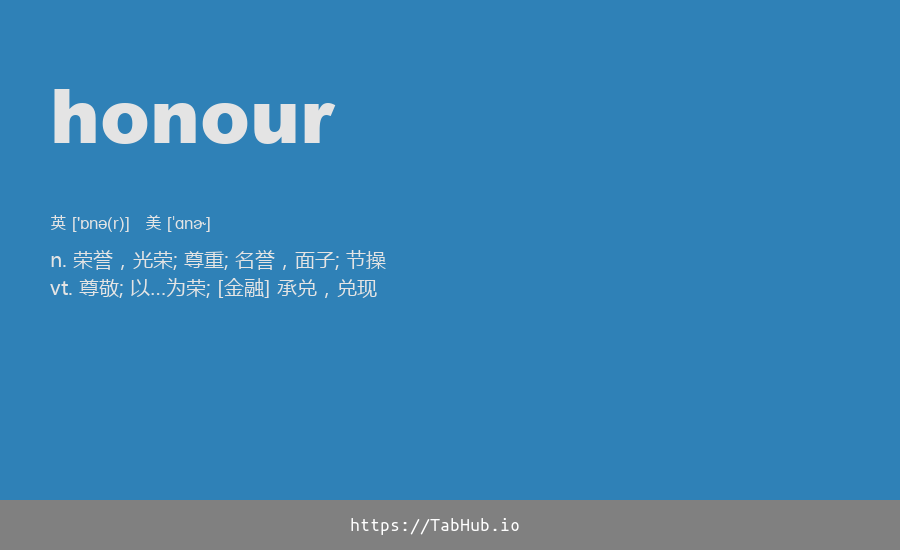 honour
英 ['ɒnə(r)] 美 ['ɑnɚ]
n. 荣誉，光荣; 尊重; 名誉，面子; 节操
vt. 尊敬; 以...为荣; [金融] 承兑，兑现
https://TabHub.io